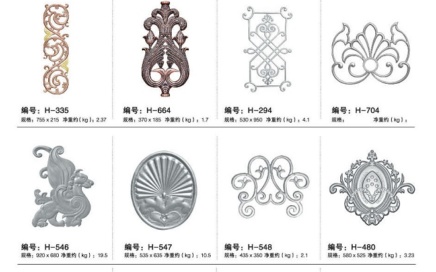 编号：H-335
规格：755 x 215 净重约（kg）：2.37
编号：H-664
规格：370 x 185 净重约（kg）：1.7
编号：H-294
规格：530 x 950 净重约（kg）：4.1
编号：H-704
规格： 净重约（kg）：
编号：H-546
规格：920 x 680 净重约（kg）：19.5
编号：H-547
规格：535 x 635 净重约（kg）：10.5
编号：H-548
规格：435 x 350 净重约（kg）：2.1
编号：H-480
规格：580 x 525 净重约（kg）：3.23